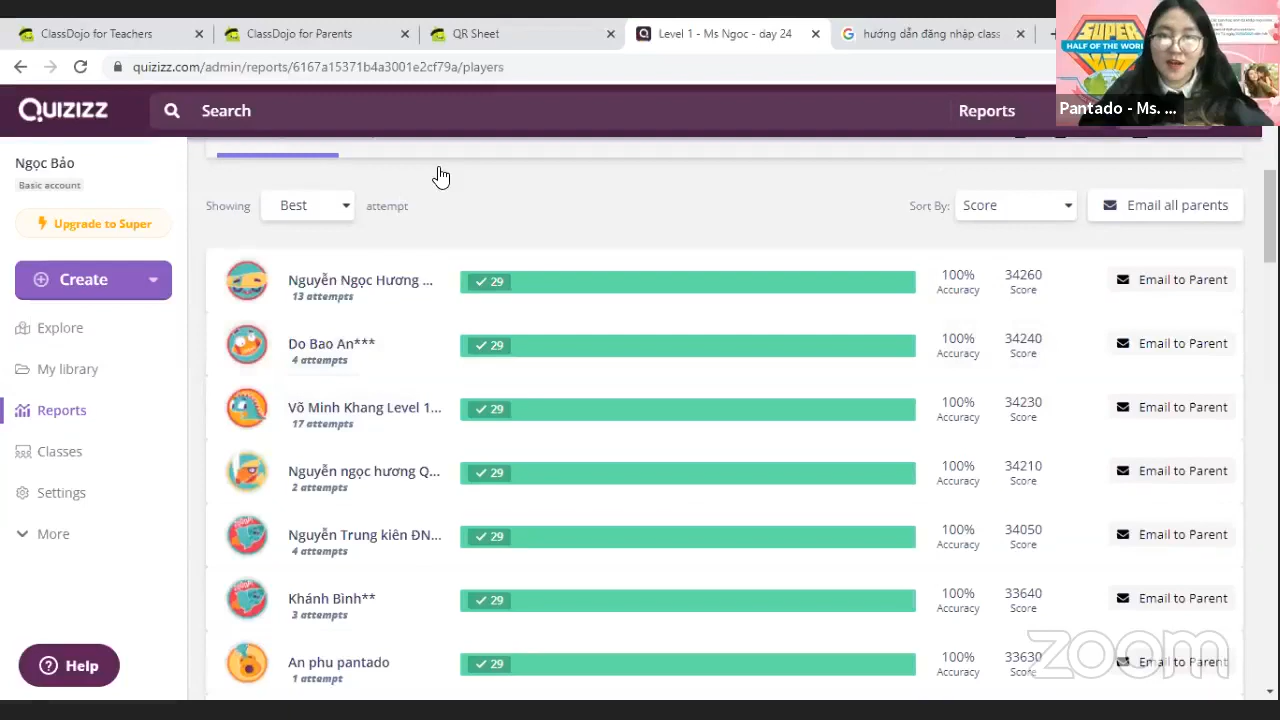 ClassDojo for Teachers
ClassDojo for Parents
QR Sheet
Level 1 - Ms Ngoc - day 24
SUPER
HALF OF THE WORLD
quizizz.com/admin/reports/
/players
Pantado - Ms. ...
QUIZIZZ
Search
Reports
Ngọc Bảo
Basic account
Upgrade to Super
Create
Explore
My library
Reports
Classes
Settings
More
Help
Showing
Best
attempt
Sort By:
Score
Email all parents
Nguyễn Ngọc Hương ...
13 attempts
29
100%
Accuracy
34260
Score
Email to Parent
Do Bao An***
4 attempts
29
100%
Accuracy
34240
Score
Email to Parent
Võ Minh Khang Level 1...
17 attempts
29
100%
Accuracy
34230
Score
Email to Parent
Nguyễn ngọc hương Q...
2 attempts
29
100%
Accuracy
34210
Score
Email to Parent
Nguyễn Trung kiên ĐN...
4 attempts
29
100%
Accuracy
34050
Score
Email to Parent
Khánh Bình**
3 attempts
29
100%
Accuracy
33640
Score
Email to Parent
An phu pantado
1 attempt
29
100%
Accuracy
33630
Score
Email to Parent
zoom